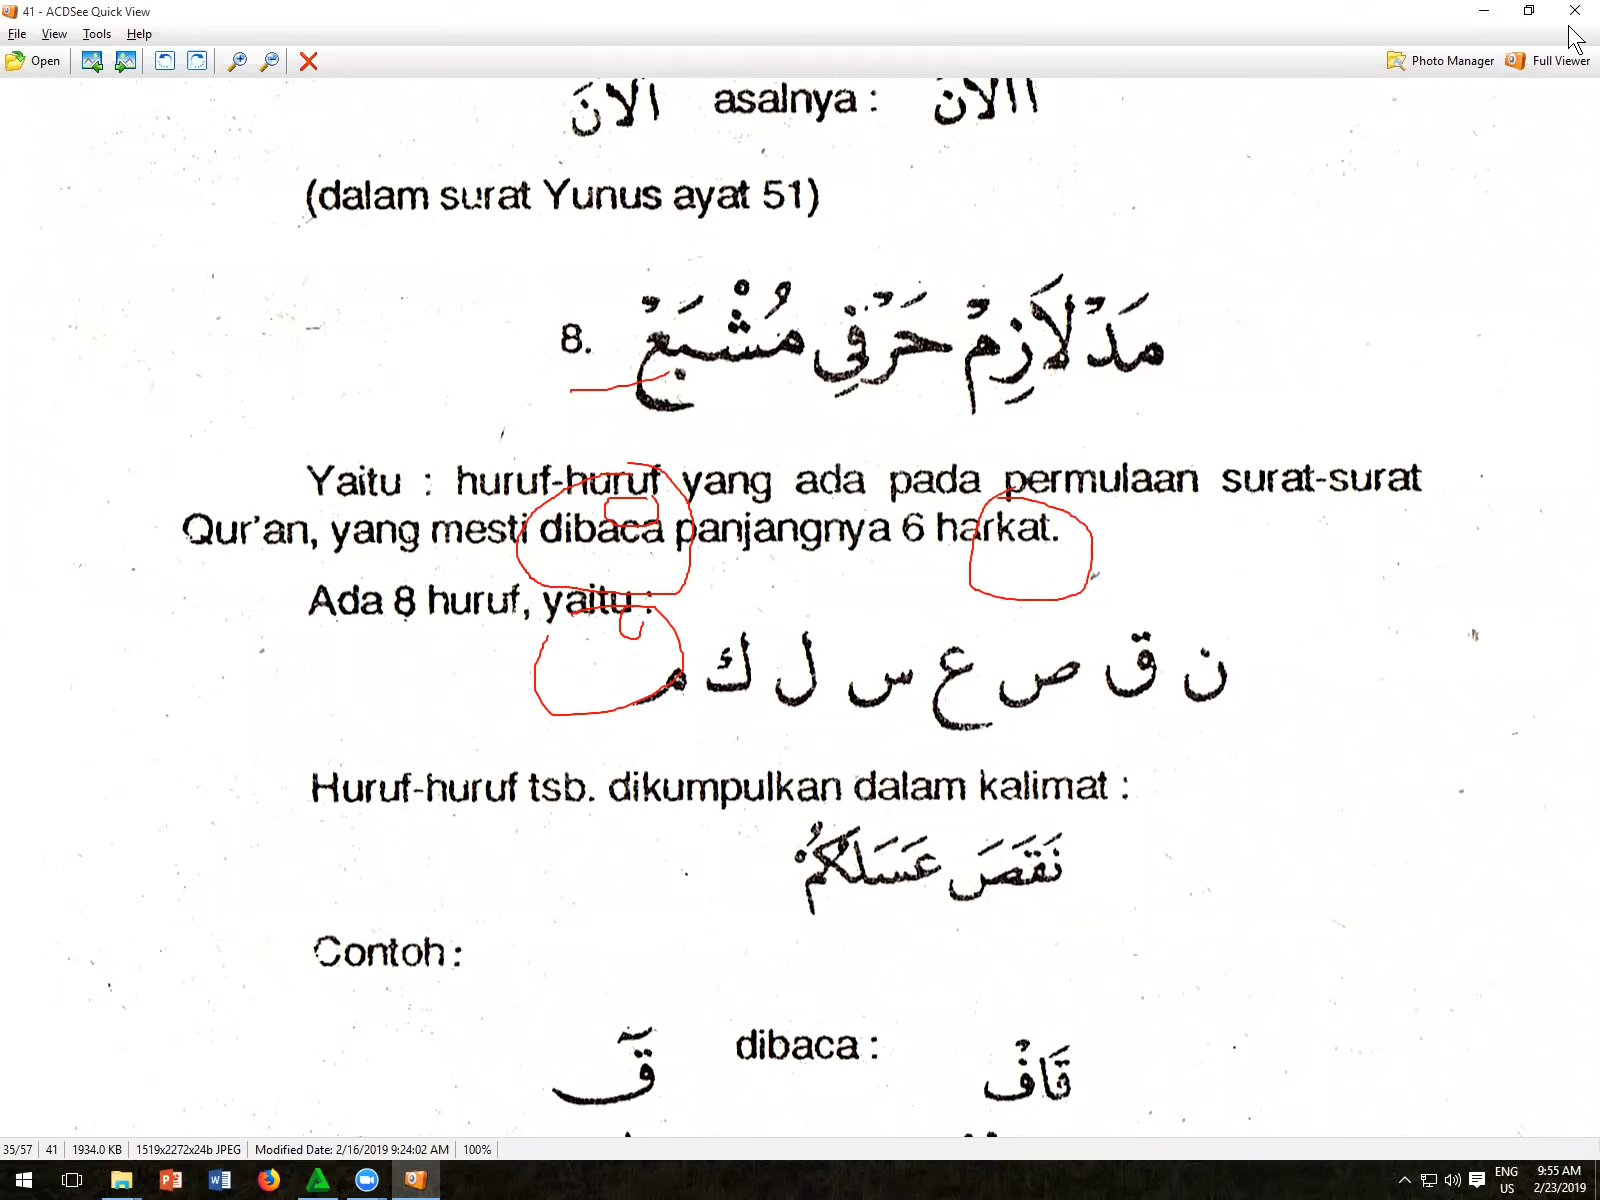 41 - ACDSee Quick View
File View Tools Help
Open Photo Manager Full Viewer
اَلْانَ asalnya : االان
(dalam surat Yunus ayat 51)
8. مَدْ لاَزِمْ حَرْفِي مُشْبَعْ
Yaitu : huruf-huruf yang ada pada permulaan surat-surat
Qur'an, yang mesti dibaca panjangnya 6 harkat.
Ada 8 huruf, yaitu :
ن ق ص ع س ل ك م
Huruf-huruf tsb. dikumpulkan dalam kalimat :
نَقَصَ عَسَلُكُمْ
Contoh :
قٓ dibaca : قَافْ
35/57 41 1934.0 KB 1519x2272x24b JPEG Modified Date: 2/16/2019 9:24:02 AM 100%
ENG US 9:55 AM 2/23/2019